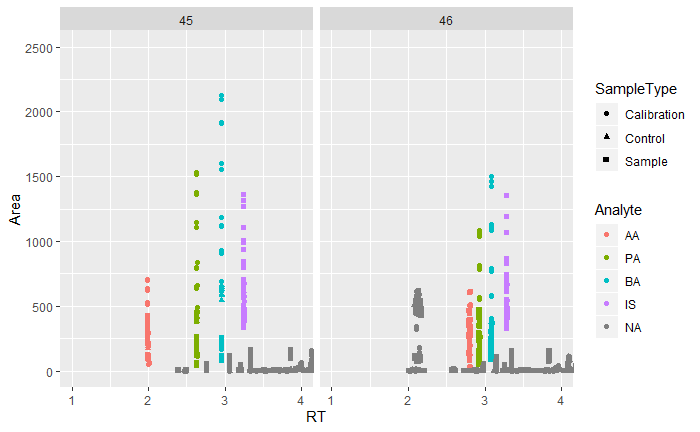 45 46
2500
2000
1500
1000
500
0
Area
1 2 3 4 1 2 3 4
RT
SampleType
Calibration
Control
Sample
Analyte
AA
PA
BA
IS
NA